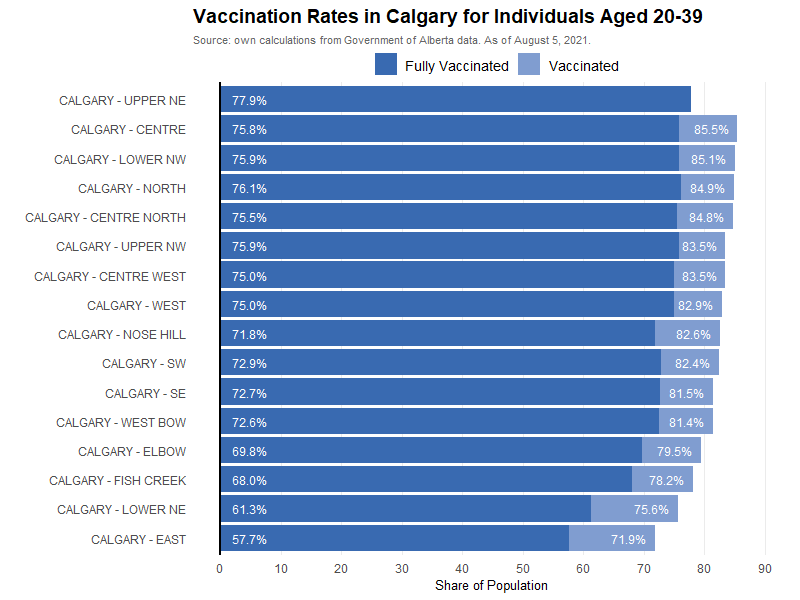 Vaccination Rates in Calgary for Individuals Aged 20-39
Source: own calculations from Government of Alberta data. As of August 5, 2021.
Fully Vaccinated Vaccinated
CALGARY - UPPER NE 77.9%
CALGARY - CENTRE 75.8% 85.5%
CALGARY - LOWER NW 75.9% 85.1%
CALGARY - NORTH 76.1% 84.9%
CALGARY - CENTRE NORTH 75.5% 84.8%
CALGARY - UPPER NW 75.9% 83.5%
CALGARY - CENTRE WEST 75.0% 83.5%
CALGARY - WEST 75.0% 82.9%
CALGARY - NOSE HILL 71.8% 82.6%
CALGARY - SW 72.9% 82.4%
CALGARY - SE 72.7% 81.5%
CALGARY - WEST BOW 72.6% 81.4%
CALGARY - ELBOW 69.8% 79.5%
CALGARY - FISH CREEK 68.0% 78.2%
CALGARY - LOWER NE 61.3% 75.6%
CALGARY - EAST 57.7% 71.9%
0 10 20 30 40 50 60 70 80 90
Share of Population